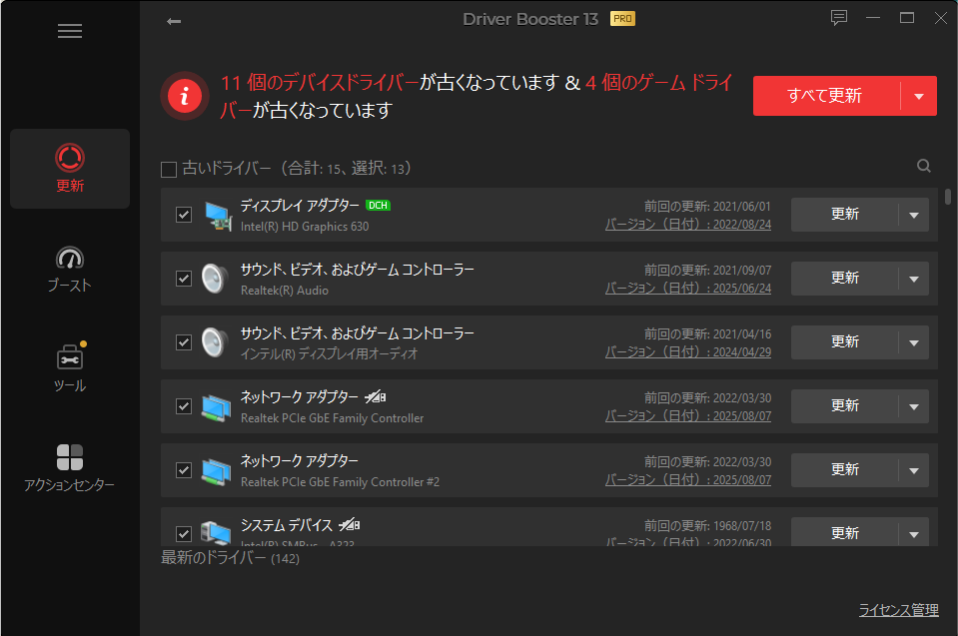 Driver Booster 13 PRO
11 個のデバイスドライバーが古くなっています & 4 個のゲーム ドライ
バーが古くなっています
すべて更新
更新
ブースト
ツール
アクションセンター
古いドライバー（合計: 15、選択: 13）
ディスプレイ アダプター DCH
Intel(R) HD Graphics 630
前回の更新: 2021/06/01
バージョン（日付）: 2022/08/24
更新
サウンド、ビデオ、およびゲーム コントローラー
Realtek(R) Audio
前回の更新: 2021/09/07
バージョン（日付）: 2025/06/24
更新
サウンド、ビデオ、およびゲーム コントローラー
インテル(R) ディスプレイ用オーディオ
前回の更新: 2021/04/16
バージョン（日付）: 2024/04/29
更新
ネットワーク アダプター
Realtek PCIe GbE Family Controller
前回の更新: 2022/03/30
バージョン（日付）: 2025/08/07
更新
ネットワーク アダプター
Realtek PCIe GbE Family Controller #2
前回の更新: 2022/03/30
バージョン（日付）: 2025/08/07
更新
システム デバイス
Intel(R) SMBus - A323
前回の更新: 1968/07/18
バージョン（日付）: 2022/06/30
更新
最新のドライバー (142)
ライセンス管理